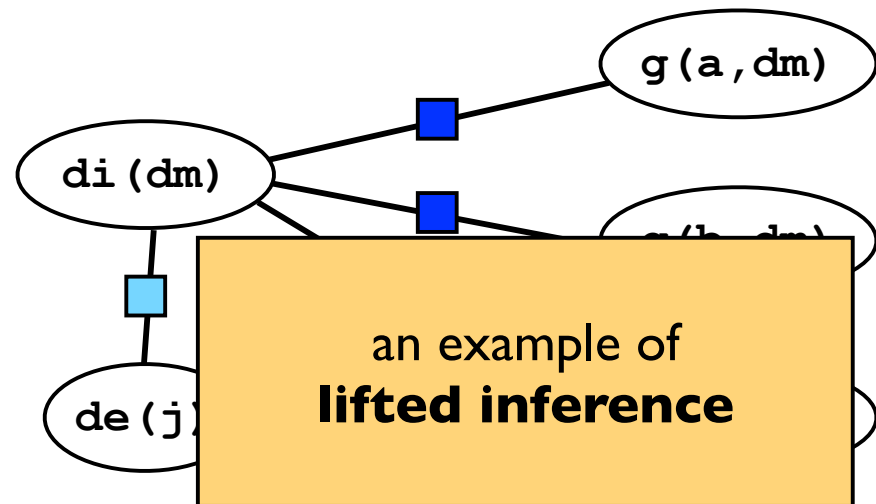 g(a,dm)
di(dm)
de(j)
an example of
lifted inference